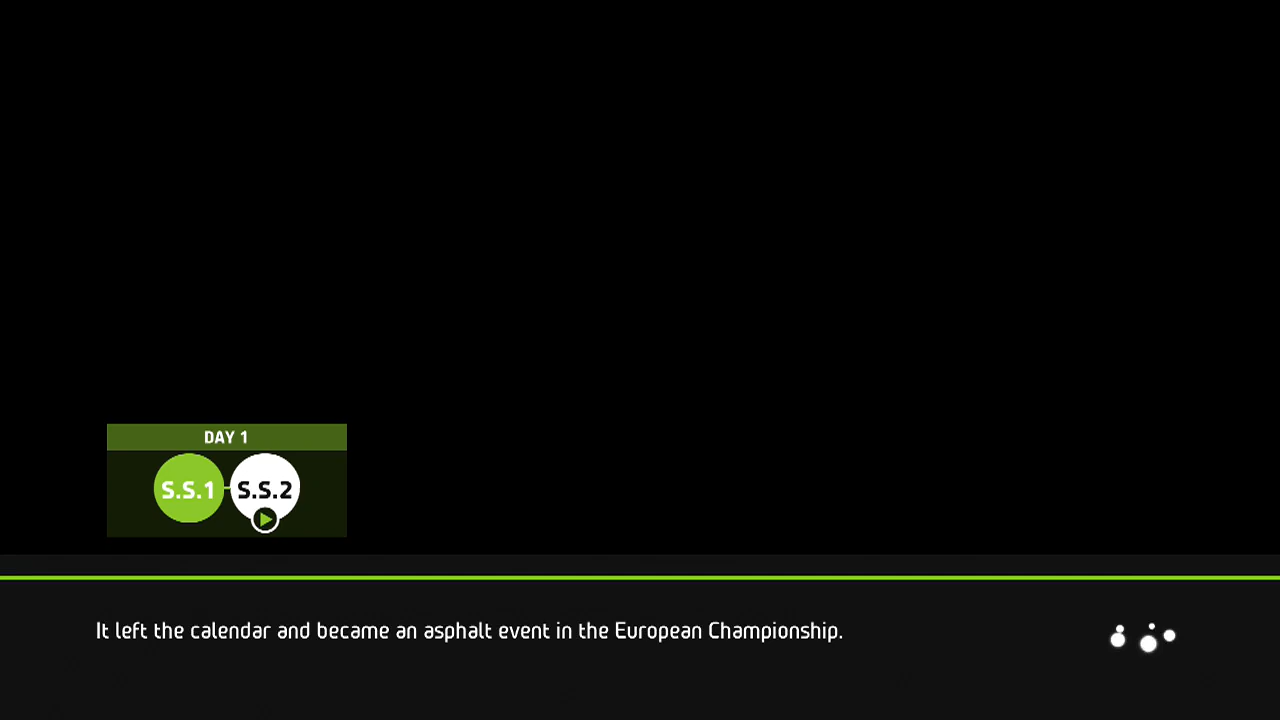 DAY 1
S.S.1
S.S.2
It left the calendar and became an asphalt event in the European Championship.